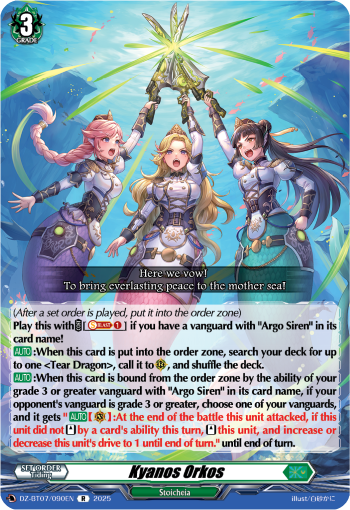 3
GRADE
Here we vow!
To bring everlasting peace to the mother sea!
(After a set order is played, put it into the order zone)
Play this with [S BLAST 1] if you have a vanguard with "Argo Siren" in its
card name!
AUTO:When this card is put into the order zone, search your deck for up
to one <Tear Dragon>, call it to , and shuffle the deck.
AUTO:When this card is bound from the order zone by the ability of your
grade 3 or greater vanguard with "Argo Siren" in its card name, if your
opponent's vanguard is grade 3 or greater, choose one of your vanguards,
and it gets "AUTO[]:At the end of the battle this unit attacked, if this
unit did not by a card's ability this turn, this unit, and increase or
decrease this unit's drive to 1 until end of turn." until end of turn.
SET ORDER
Kyanos Orkos
Stoicheia
DZ-BT07/090EN R 2025
illust/